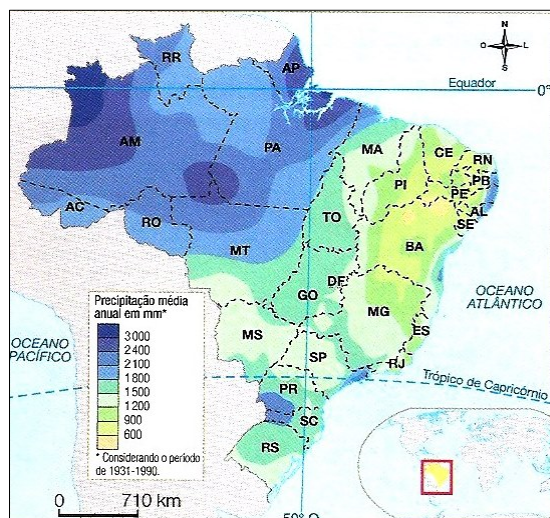 N
O
L
S
RR
AP
Equador
0°
AM
PA
MA
CE
RN
PB
PE
PI
AL
SE
AC
RO
TO
BA
MT
DF
GO
MG
ES
MS
SP
RJ
PR
SC
RS
OCEANO
ATLÂNTICO
OCEANO
PACÍFICO
Trópico de Capricórnio
Precipitação média
anual em mm*
3000
2400
2100
1800
1500
1200
900
600
* Considerando o período
de 1931-1990.
0 710 km
50° O